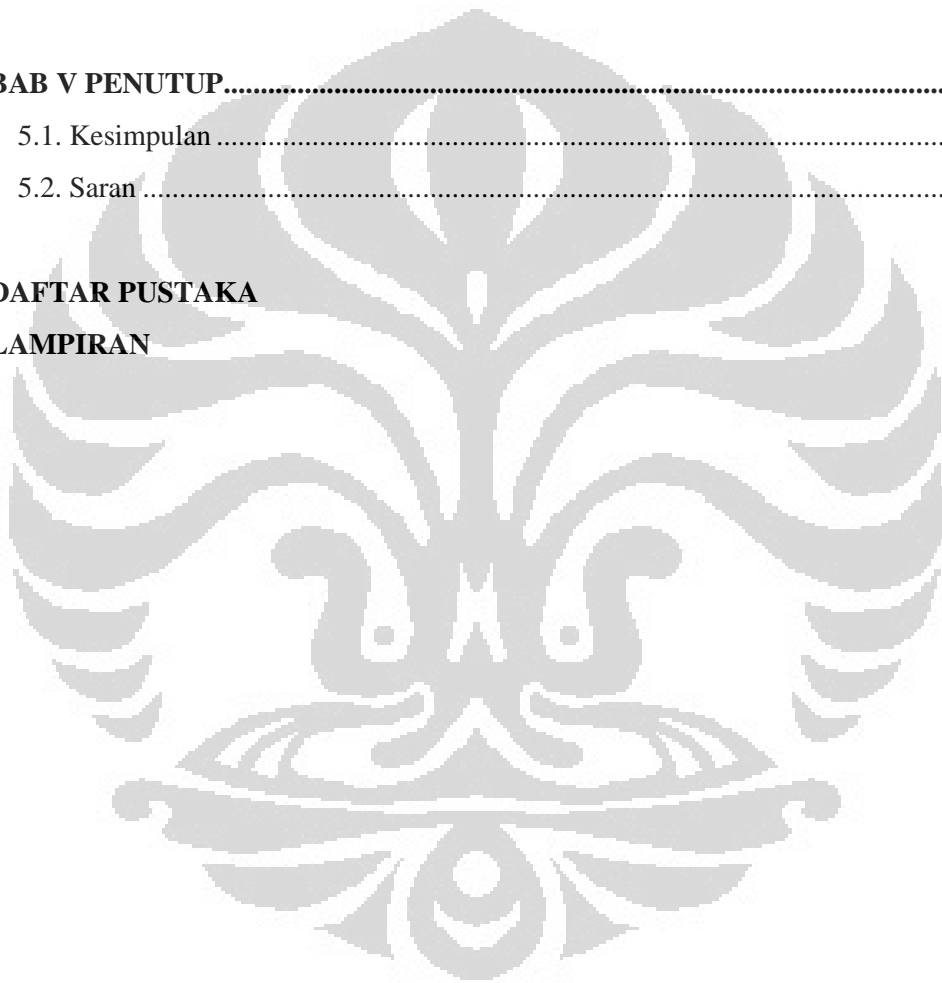 BAB V PENUTUP..........................................................................................
5.1. Kesimpulan ..........................................................................................
5.2. Saran ..........................................................................................
DAFTAR PUSTAKA
LAMPIRAN